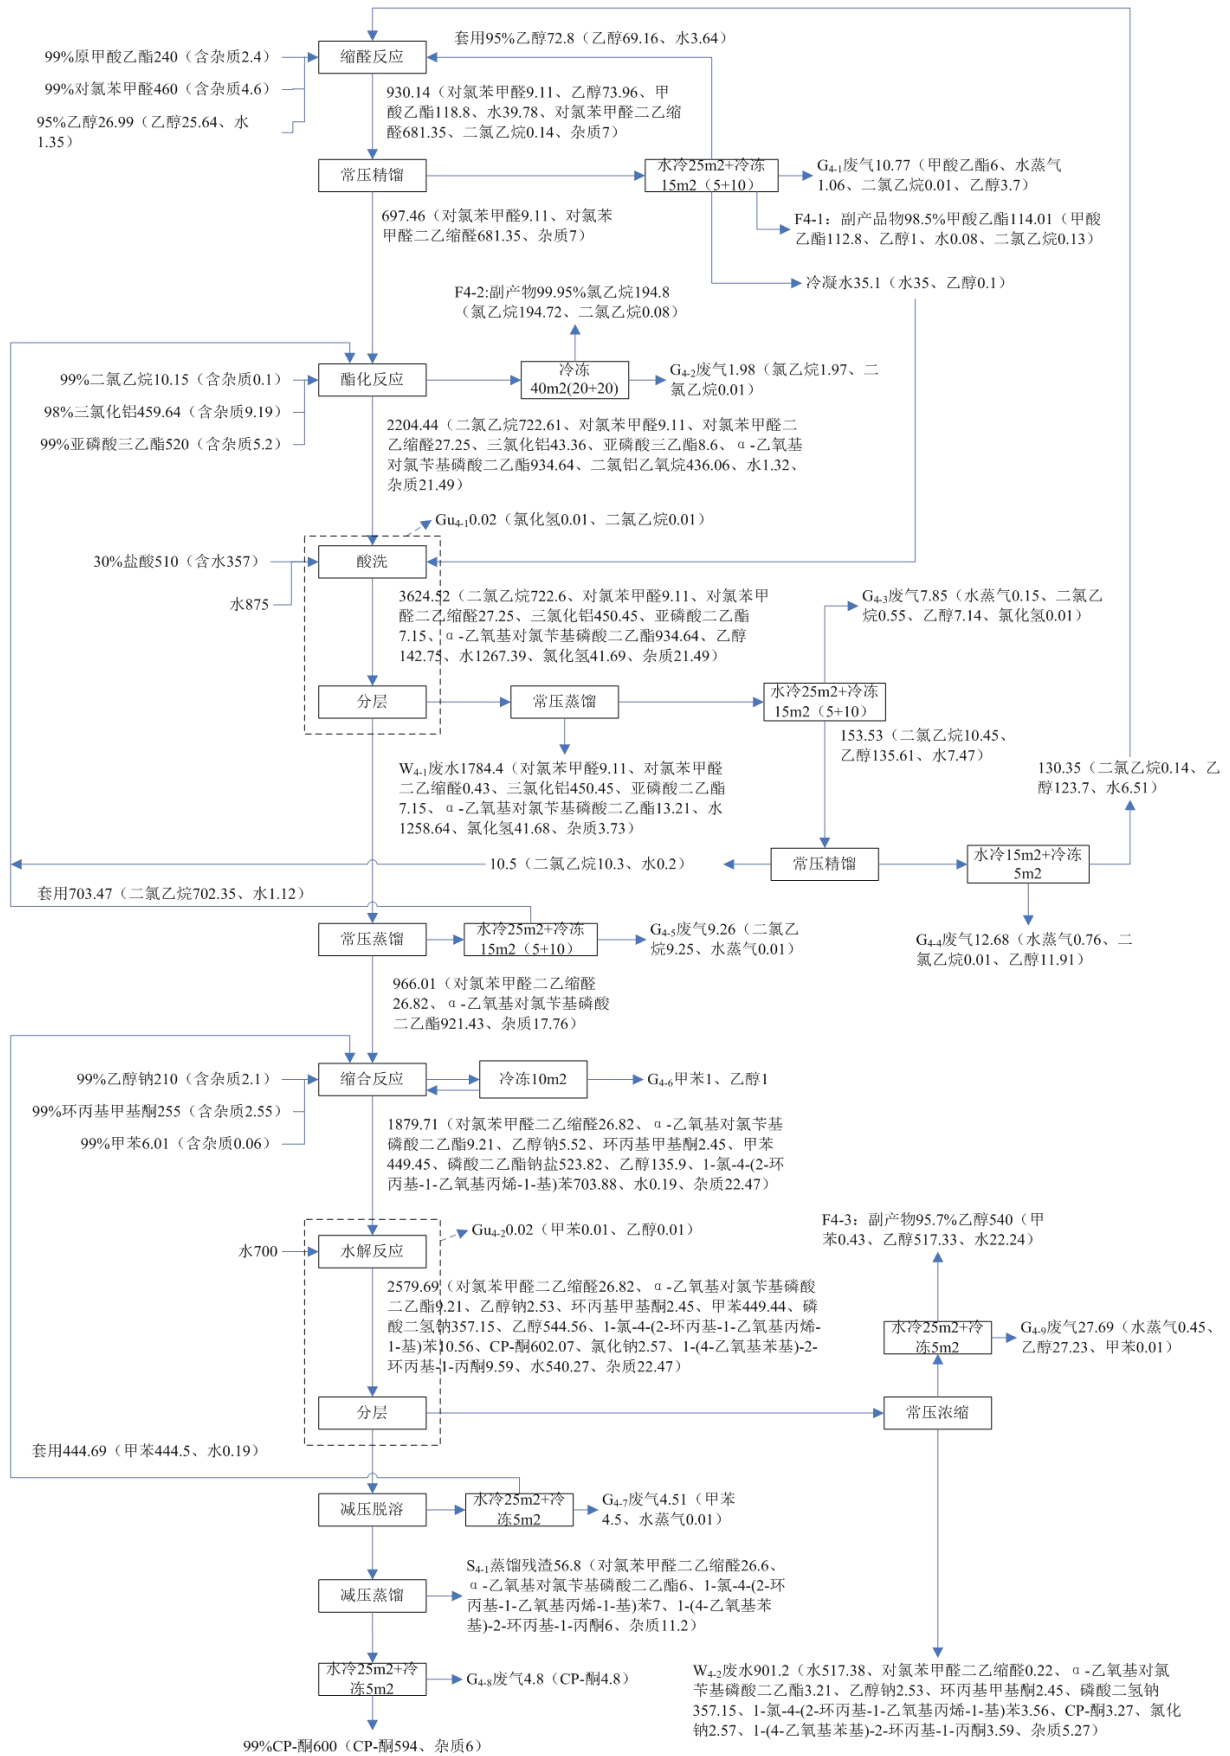 套用95%乙醇72.8（乙醇69.16、水3.64）
99%原甲酸乙酯240（含杂质2.4）
缩醛反应
99%对氯苯甲醛460（含杂质4.6）
95%乙醇26.99（乙醇25.64、水
1.35）
930.14（对氯苯甲醛9.11、乙醇73.96、甲
酸乙酯118.8、水39.78、对氯苯甲醛二乙缩
醛681.35、二氯乙烷0.14、杂质7）
常压精馏
水冷25m2+冷冻
15m2（5+10）
G4-1废气10.77（甲酸乙酯6、水蒸气
1.06、二氯乙烷0.01、乙醇3.7）
697.46（对氯苯甲醛9.11、对氯苯
甲醛二乙缩醛681.35、杂质7）
F4-1：副产品物98.5%甲酸乙酯114.01（甲酸
乙酯112.8、乙醇1、水0.08、二氯乙烷0.13）
冷凝水35.1（水35、乙醇0.1）
F4-2:副产物99.95%氯乙烷194.8
（氯乙烷194.72、二氯乙烷0.08）
99%二氯乙烷10.15（含杂质0.1）
酯化反应
冷冻
40m2(20+20)
G4-2废气1.98（氯乙烷1.97、二
氯乙烷0.01）
98%三氯化铝459.64（含杂质9.19）
99%亚磷酸三乙酯520（含杂质5.2）
2204.44（二氯乙烷722.61、对氯苯甲醛9.11、对氯苯甲醛二
乙缩醛27.25、三氯化铝43.36、亚磷酸三乙酯8.6、α-乙氧基
对氯苄基磷酸二乙酯934.64、二氯铝乙氧烷436.06、水1.32、
杂质21.49）
Gu4-10.02（氯化氢0.01、二氯乙烷0.01）
30%盐酸510（含水357）
酸洗
水875
3624.52（二氯乙烷722.6、对氯苯甲醛9.11、对氯苯甲
醛二乙缩醛27.25、三氯化铝450.45、亚磷酸二乙酯
7.15、α-乙氧基对氯苄基磷酸二乙酯934.64、乙醇
142.75、水1267.39、氯化氢41.69、杂质21.49）
G4-3废气7.85（水蒸气0.15、二氯乙
烷0.55、乙醇7.14、氯化氢0.01）
分层
常压蒸馏
水冷25m2+冷冻
15m2（5+10）
153.53（二氯乙烷10.45、
乙醇135.61、水7.47）
W4-1废水1784.4（对氯苯甲醛9.11、对氯苯甲醛
二乙缩醛0.43、三氯化铝450.45、亚磷酸二乙酯
7.15、α-乙氧基对氯苄基磷酸二乙酯13.21、水
1258.64、氯化氢41.68、杂质3.73）
130.35（二氯乙烷0.14、乙
醇123.7、水6.51）
10.5（二氯乙烷10.3、水0.2）
常压精馏
水冷15m2+冷冻
5m2
套用703.47（二氯乙烷702.35、水1.12）
常压蒸馏
水冷25m2+冷冻
15m2（5+10）
G4-5废气9.26（二氯乙
烷9.25、水蒸气0.01）
G4-4废气12.68（水蒸气0.76、二
氯乙烷0.01、乙醇11.91）
966.01（对氯苯甲醛二乙缩醛
26.82、α-乙氧基对氯苄基磷酸
二乙酯921.43、杂质17.76）
99%乙醇钠210（含杂质2.1）
缩合反应
冷冻10m2
G4-6甲苯1、乙醇1
99%环丙基甲基酮255（含杂质2.55）
99%甲苯6.01（含杂质0.06）
1879.71（对氯苯甲醛二乙缩醛26.82、α-乙氧基对氯苄基
磷酸二乙酯9.21、乙醇钠5.52、环丙基甲基酮2.45、甲苯
449.45、磷酸二乙酯钠盐523.82、乙醇135.9、1-氯-4-(2-环
丙基-1-乙氧基丙烯-1-基)苯703.88、水0.19、杂质22.47）
F4-3：副产物95.7%乙醇540（甲
苯0.43、乙醇517.33、水22.24）
Gu4-20.02（甲苯0.01、乙醇0.01）
水700
水解反应
2579.69（对氯苯甲醛二乙缩醛26.82、α-乙氧基对氯苄基磷酸
二乙酯9.21、乙醇钠2.53、环丙基甲基酮2.45、甲苯449.44、磷
酸二氢钠357.15、乙醇544.56、1-氯-4-(2-环丙基-1-乙氧基丙烯-
1-基)苯10.56、CP-酮602.07、氯化钠2.57、1-(4-乙氧基苯基)-2-
环丙基-1-丙酮9.59、水540.27、杂质22.47）
水冷25m2+冷
冻5m2
G4-9废气27.69（水蒸气0.45、
乙醇27.23、甲苯0.01）
分层
常压浓缩
套用444.69（甲苯444.5、水0.19）
减压脱溶
水冷25m2+冷
冻5m2
G4-7废气4.51（甲苯
4.5、水蒸气0.01）
减压蒸馏
S4-1蒸馏残渣56.8（对氯苯甲醛二乙缩醛26.6、
α-乙氧基对氯苄基磷酸二乙酯6、1-氯-4-(2-环
丙基-1-乙氧基丙烯-1-基)苯7、1-(4-乙氧基苯
基)-2-环丙基-1-丙酮6、杂质11.2）
水冷25m2+冷
冻5m2
G4-8废气4.8（CP-酮4.8）
W4-2废水901.2（水517.38、对氯苯甲醛二乙缩醛0.22、α-乙氧基对氯
苄基磷酸二乙酯3.21、乙醇钠2.53、环丙基甲基酮2.45、磷酸二氢钠
357.15、1-氯-4-(2-环丙基-1-乙氧基丙烯-1-基)苯3.56、CP-酮3.27、氯化
钠2.57、1-(4-乙氧基苯基)-2-环丙基-1-丙酮3.59、杂质5.27）
99%CP-酮600（CP-酮594、杂质6）